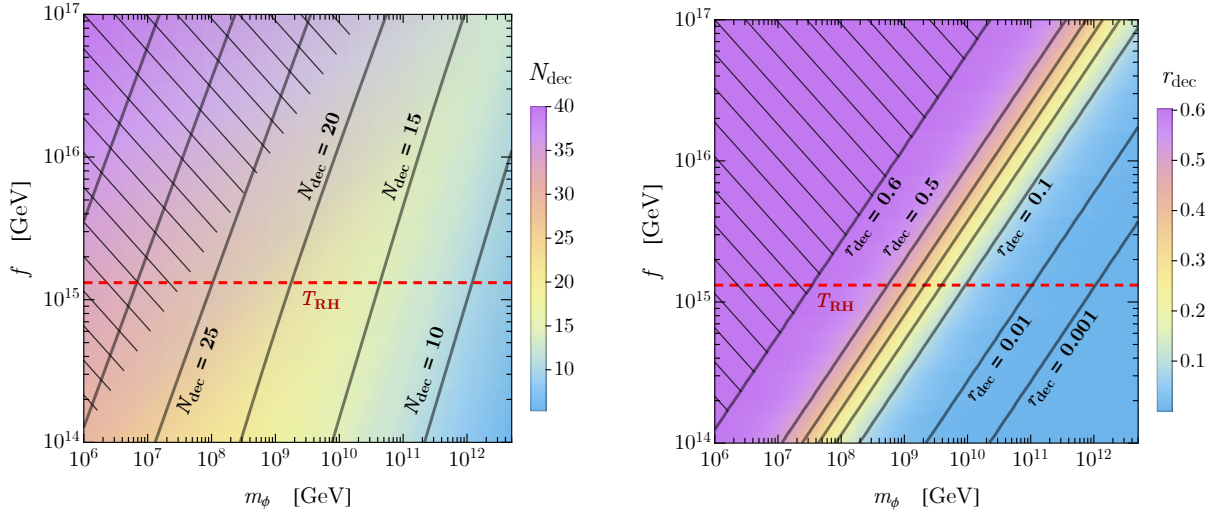 10^17
10^16
10^15
10^14
f [GeV]
10^6 10^7 10^8 10^9 10^10 10^11 10^12
m_ϕ [GeV]
N_dec = 25
N_dec = 20
N_dec = 15
N_dec = 10
T_RH
N_dec
40
35
30
25
20
15
10
10^17
10^16
10^15
10^14
f [GeV]
10^6 10^7 10^8 10^9 10^10 10^11 10^12
m_ϕ [GeV]
r_dec = 0.6
r_dec = 0.5
r_dec = 0.1
r_dec = 0.01
r_dec = 0.001
T_RH
r_dec
0.6
0.5
0.4
0.3
0.2
0.1